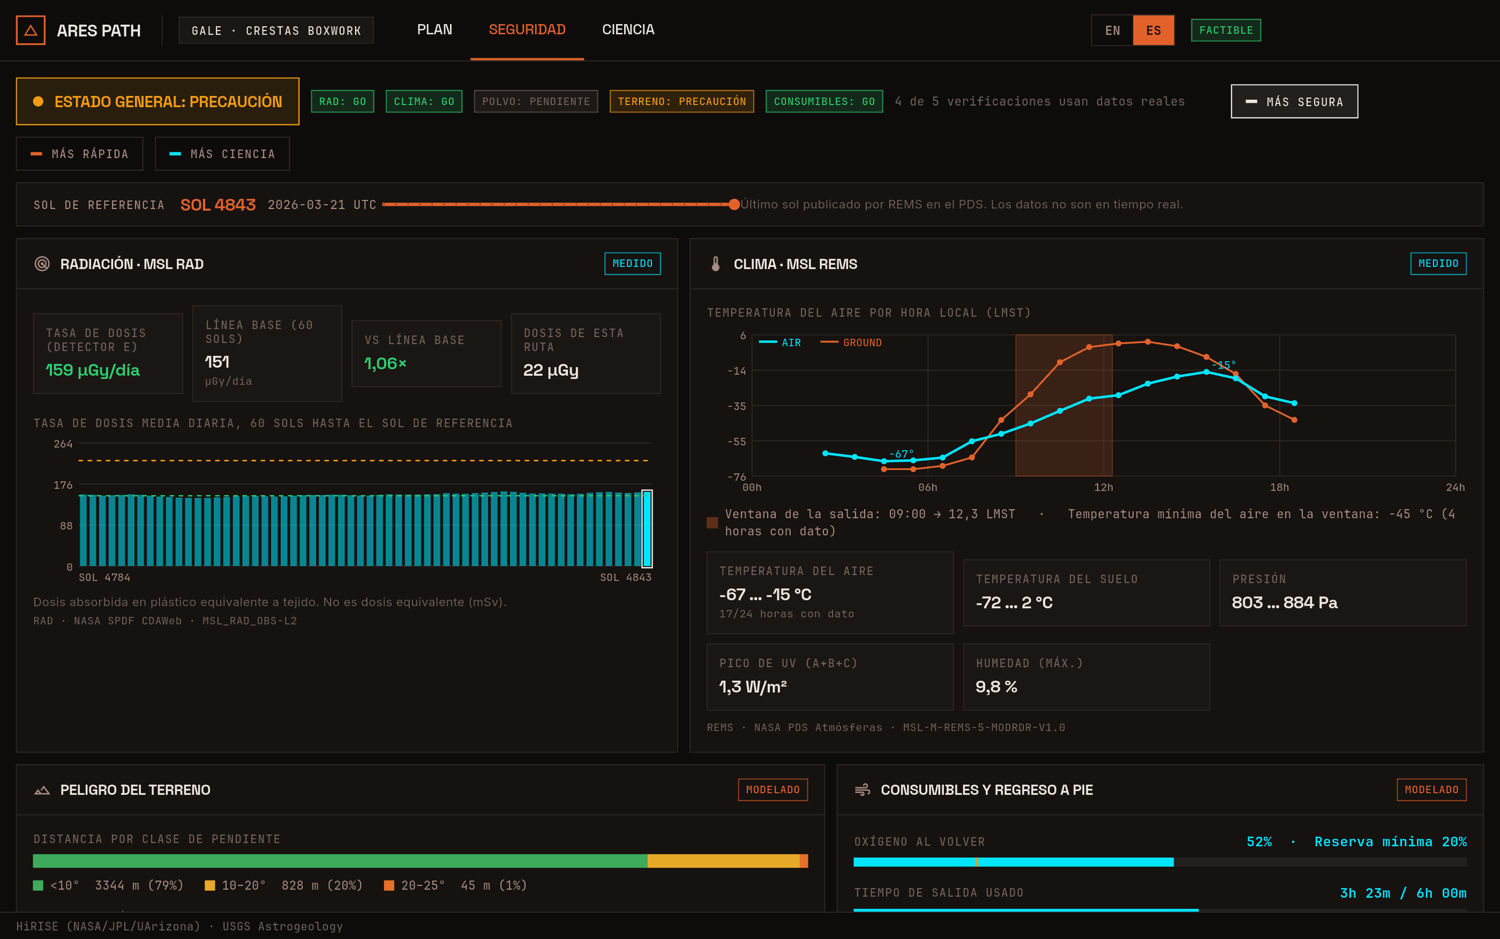 ARES PATH
GALE · CRESTAS BOXWORK
PLAN
SEGURIDAD
CIENCIA
EN
ES
FACTIBLE
ESTADO GENERAL: PRECAUCIÓN
RAD: GO
CLIMA: GO
POLVO: PENDIENTE
TERRENO: PRECAUCIÓN
CONSUMIBLES: GO
4 de 5 verificaciones usan datos reales
MÁS SEGURA
MÁS RÁPIDA
MÁS CIENCIA
SOL DE REFERENCIA
SOL 4843
2026-03-21 UTC
Último sol publicado por REMS en el PDS. Los datos no son en tiempo real.
RADIACIÓN · MSL RAD
MEDIDO
TASA DE DOSIS
(DETECTOR E)
159 µGy/día
LÍNEA BASE (60
SOLS)
151
µGy/día
VS LÍNEA BASE
1,06×
DOSIS DE ESTA
RUTA
22 µGy
TASA DE DOSIS MEDIA DIARIA, 60 SOLS HASTA EL SOL DE REFERENCIA
264
176
88
0
SOL 4784
SOL 4843
Dosis absorbida en plástico equivalente a tejido. No es dosis equivalente (mSv).
RAD · NASA SPDF CDAWeb · MSL_RAD_OBS-L2
CLIMA · MSL REMS
MEDIDO
TEMPERATURA DEL AIRE POR HORA LOCAL (LMST)
6
-14
-35
-55
-76
AIR
GROUND
-67°
-15°
00h
06h
12h
18h
24h
Ventana de la salida: 09:00 → 12,3 LMST · Temperatura mínima del aire en la ventana: -45 °C (4
horas con dato)
TEMPERATURA DEL AIRE
-67 … -15 °C
17/24 horas con dato
TEMPERATURA DEL SUELO
-72 … 2 °C
PRESIÓN
803 … 884 Pa
PICO DE UV (A+B+C)
1,3 W/m²
HUMEDAD (MÁX.)
9,8 %
REMS · NASA PDS Atmósferas · MSL-M-REMS-5-MODRDR-V1.0
PELIGRO DEL TERRENO
MODELADO
DISTANCIA POR CLASE DE PENDIENTE
<10° 3344 m (79%)
10–20° 828 m (20%)
20–25° 45 m (1%)
CONSUMIBLES Y REGRESO A PIE
MODELADO
OXÍGENO AL VOLVER
52% · Reserva mínima 20%
TIEMPO DE SALIDA USADO
3h 23m / 6h 00m
HiRISE (NASA/JPL/UArizona) · USGS Astrogeology